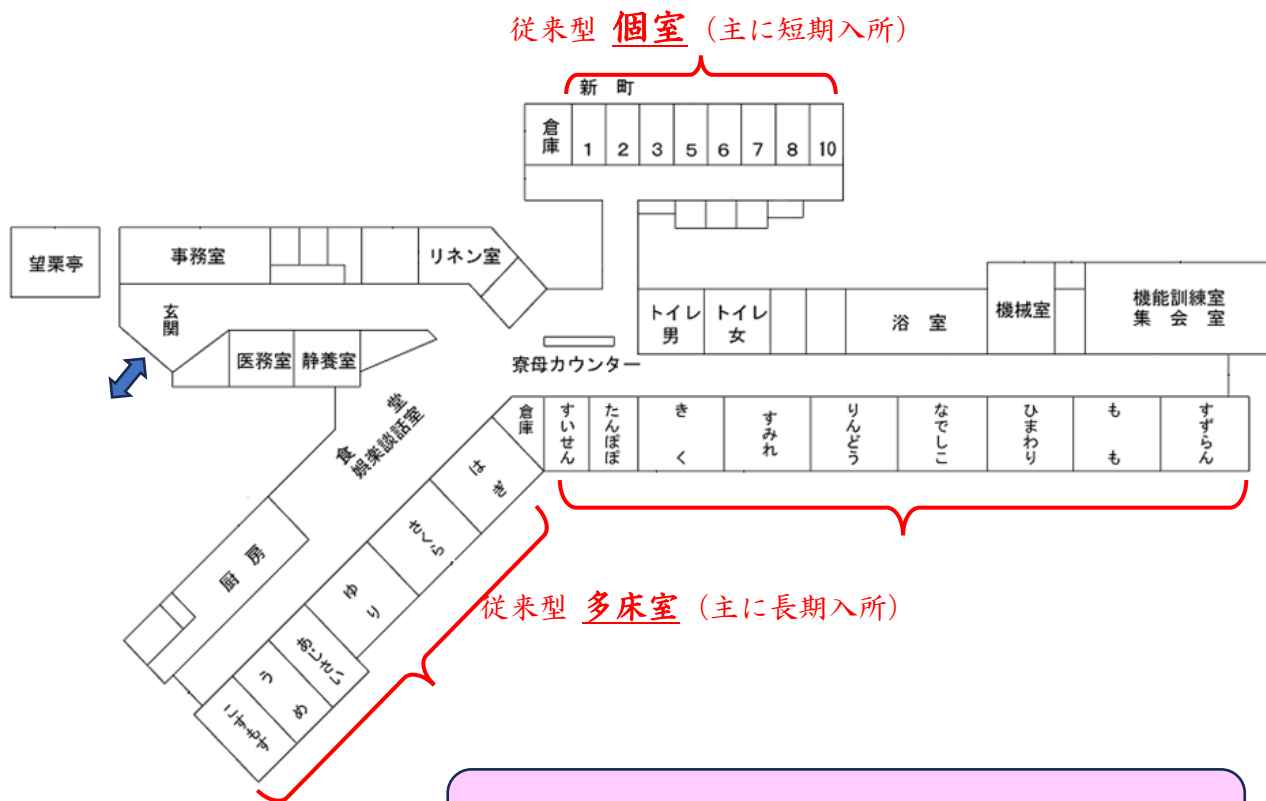 従来型 個室（主に短期入所）
新 町
倉庫
1
2
3
5
6
7
8
10
望栗亭
事務室
リネン室
玄関
医務室
静養室
トイレ
男
トイレ
女
浴 室
機械室
機能訓練室
集 会 室
寮母カウンター
食 堂
娯楽談話室
倉庫
すいせん
たんぽぽ
きく
すみれ
りんどう
なでしこ
ひまわり
もも
すずらん
はぎ
さくら
ゆり
あじさい
うめ
こすもす
厨 房
従来型 多床室（主に長期入所）